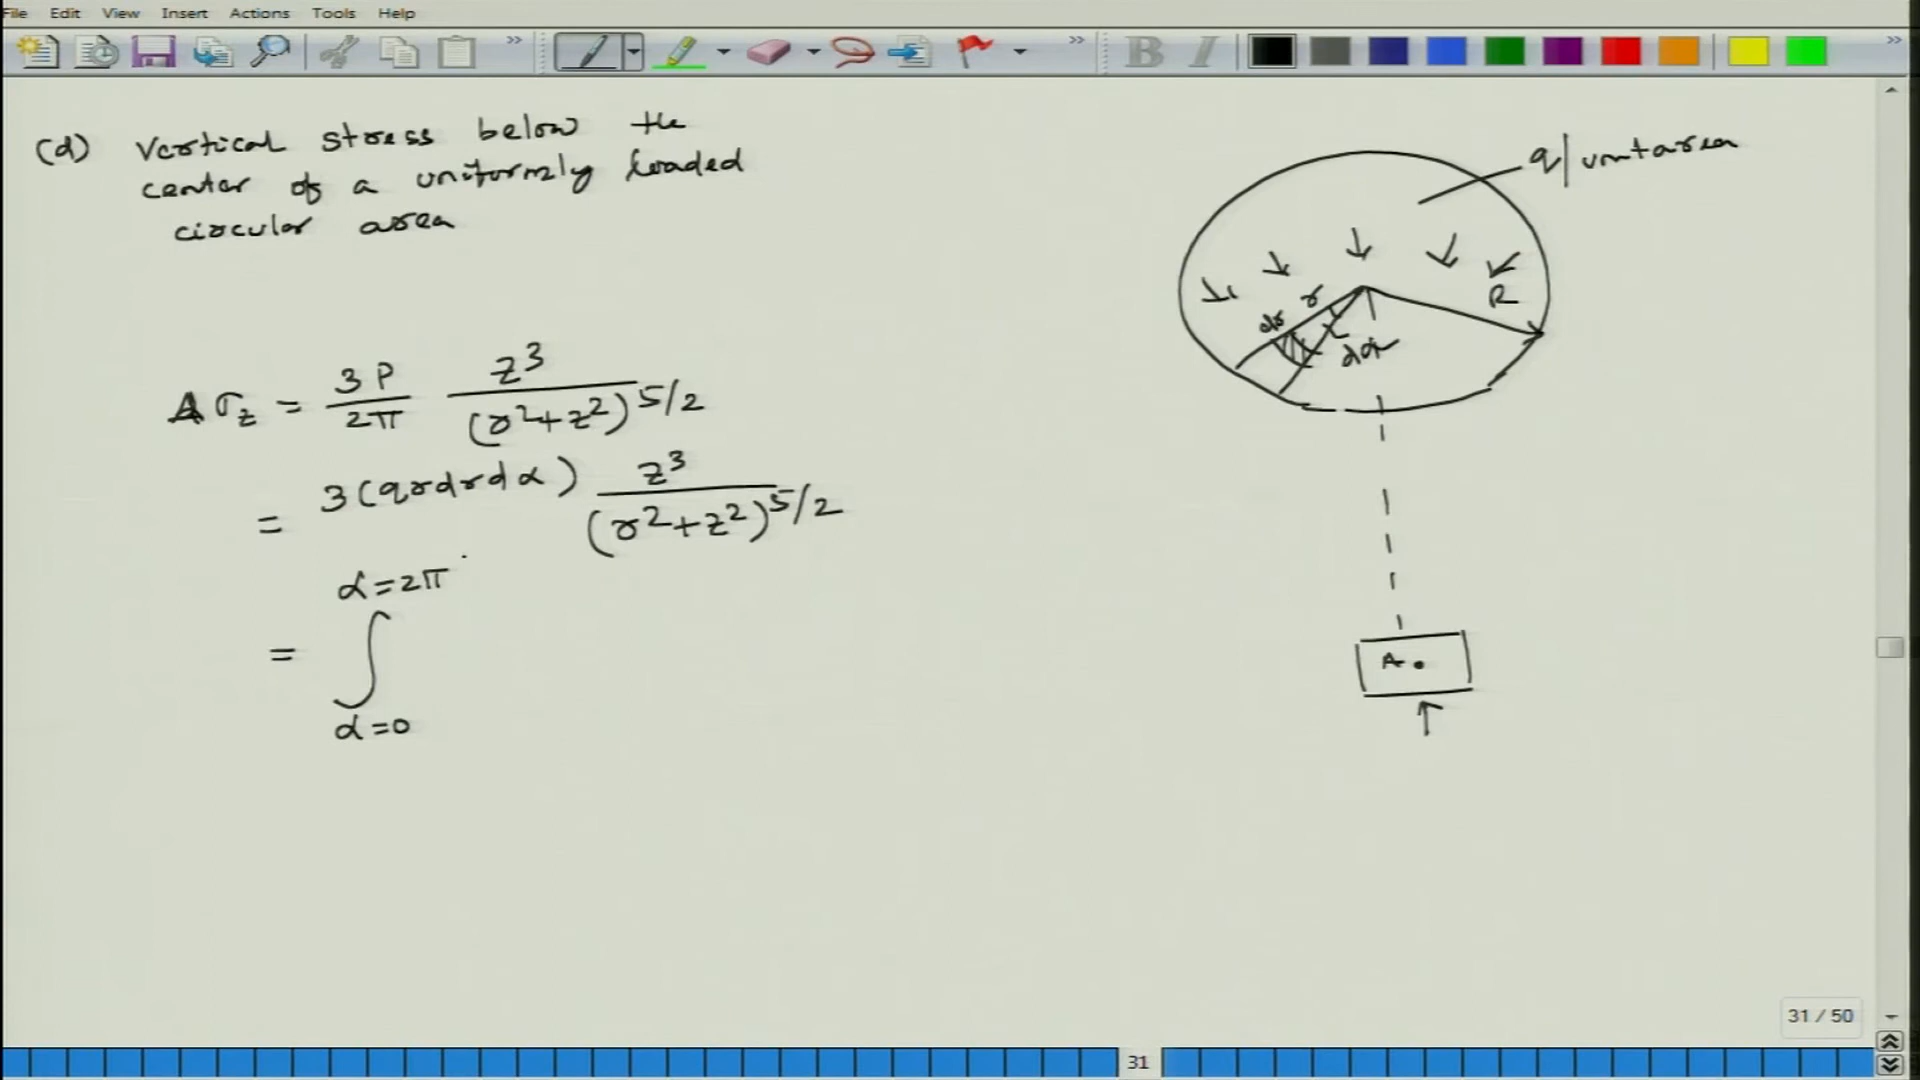 File Edit View Insert Actions Tools Help
B I
(d) Vertical stress below the
center of a uniformly loaded
circular area
q/unit area
R
r
dr
dα
Δσz = 3P/2π z³/(r²+z²)^5/2
= 3(qrdrdα) z³/(r²+z²)^5/2
α=2π
= ∫
α=0
A.
31 / 50
31